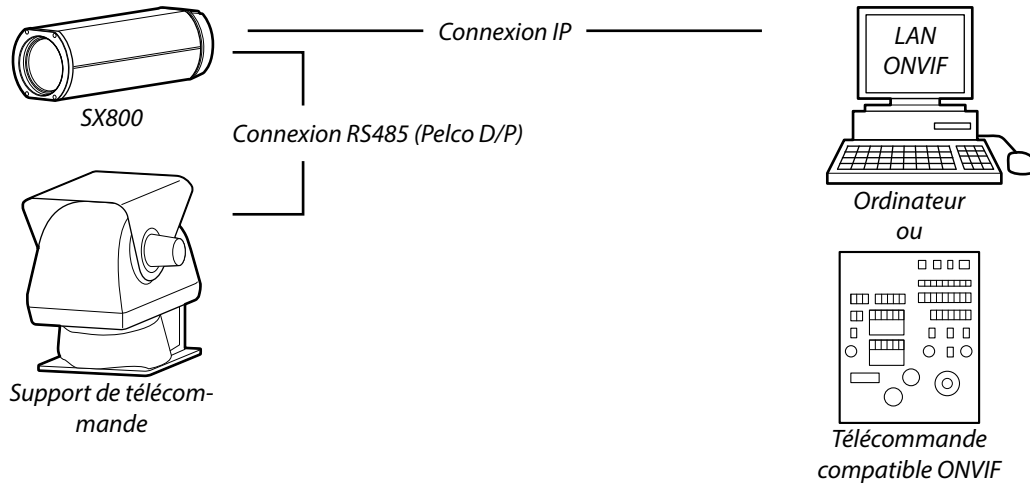 Connexion IP
LAN
ONVIF
SX800
Connexion RS485 (Pelco D/P)
Ordinateur
ou
Support de télécom-
mande
Télécommande
compatible ONVIF